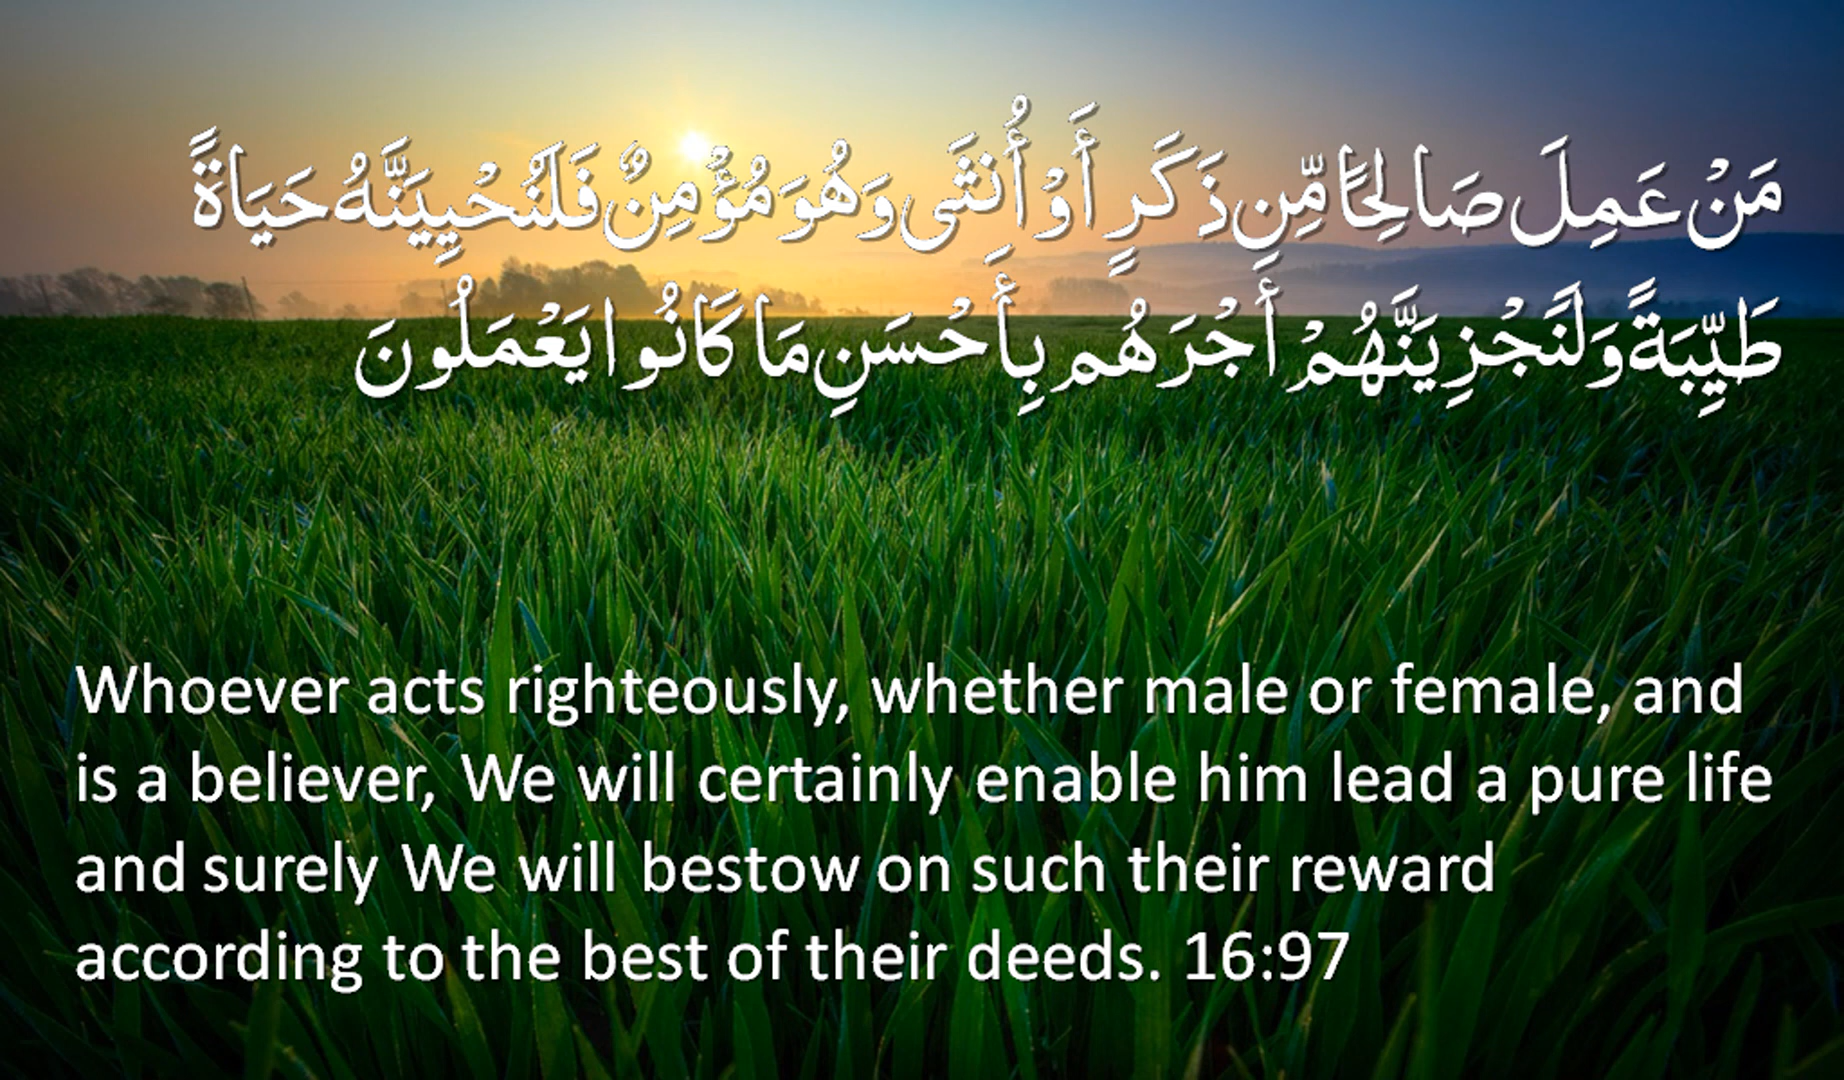 مَنْ عَمِلَ صَالِحًا مِّن ذَكَرٍ أَوْ أُنثَى وَهُوَ مُؤْمِنٌ فَلَنُحْيِيَنَّهُ حَيَاةً
طَيِّبَةً وَلَنَجْزِيَنَّهُمْ أَجْرَهُم بِأَحْسَنِ مَا كَانُوا يَعْمَلُونَ
Whoever acts righteously, whether male or female, and
is a believer, We will certainly enable him lead a pure life
and surely We will bestow on such their reward
according to the best of their deeds. 16:97